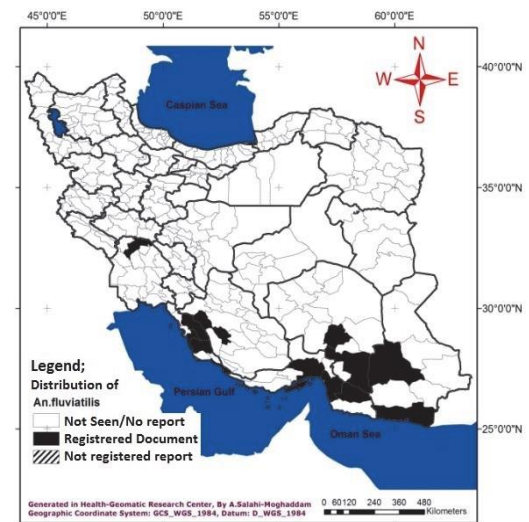 45°0'0"E 50°0'0"E 55°0'0"E 60°0'0"E
N
W E
S
40°0'0"N
Caspian Sea
35°0'0"N
30°0'0"N
25°0'0"N
Legend;
Distribution of
An.fluviatilis
Not Seen/No report
Registrered Document
Not registered report
Persian Gulf
Oman Sea
Generated in Health-Geomatic Research Center, By A.Salahi-Moghaddam
Geographic Coordinate System: GCS_WGS_1984, Datum: D_WGS_1984
0 60 120 240 360 480
Kilometers